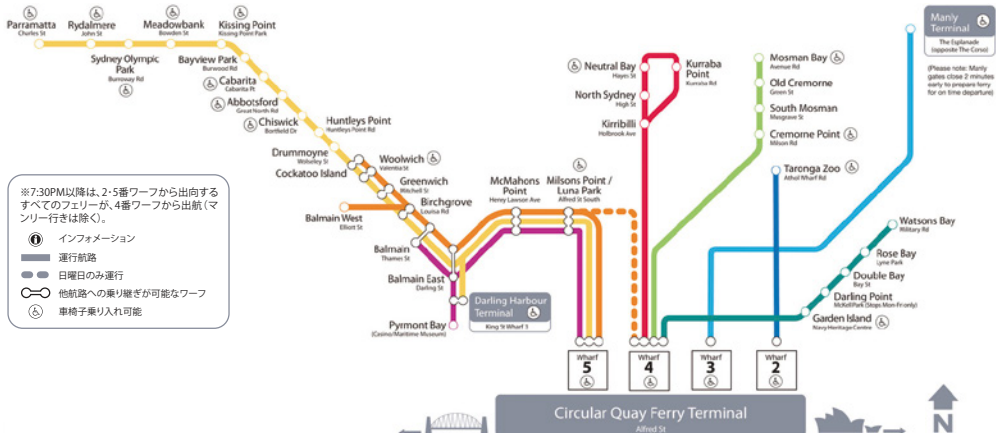 Parramatta
Charles St
Rydalmere
John St
Meadowbank
Bowden St
Kissing Point
Kissing Point Park
Sydney Olympic
Park
Burroway Rd
Bayview Park
Burwood Rd
Cabarita
Cabarita Pt
Abbotsford
Great North Rd
Chiswick
Bortfield Dr
Huntleys Point
Huntleys Point Rd
Drummoyne
Wolseley St
Cockatoo Island
Woolwich
Valentia St
Greenwich
Mitchell St
Birchgrove
Louisa Rd
Balmain West
Elliott St
Balmain
Thames St
Balmain East
Darling St
Darling Harbour
Terminal
King St Wharf 3
Pyrmont Bay
(Casino/Maritime Museum)
McMahons
Point
Henry Lawson Ave
Milsons Point /
Luna Park
Alfred St South
Neutral Bay
Hayes St
Kurraba
Point
Kurraba Rd
North Sydney
High St
Kirribilli
Holbrook Ave
Mosman Bay
Avenue Rd
Old Cremorne
Green St
South Mosman
Musgrave St
Cremorne Point
Milson Rd
Taronga Zoo
Athol Wharf Rd
Manly
Terminal
The Esplanade
(opposite The Corso)
(Please note: Manly
gates close 2 minutes
early to prepare ferry
for on time departure)
Watsons Bay
Military Rd
Rose Bay
Lyne Park
Double Bay
Bay St
Darling Point
McKell Park (Stops Mon-Fri only)
Garden Island
Navy Heritage Centre
※7:30PM以降は、2・5番ワーフから出向する
すべてのフェリーが、4番ワーフから出航（マ
ンリー行きは除く）。
インフォメーション
運行航路
日曜日のみ運行
他航路への乗り継ぎが可能なワーフ
車椅子乗り入れ可能
Wharf
5
Wharf
4
Wharf
3
Wharf
2
Circular Quay Ferry Terminal
Alfred St
N